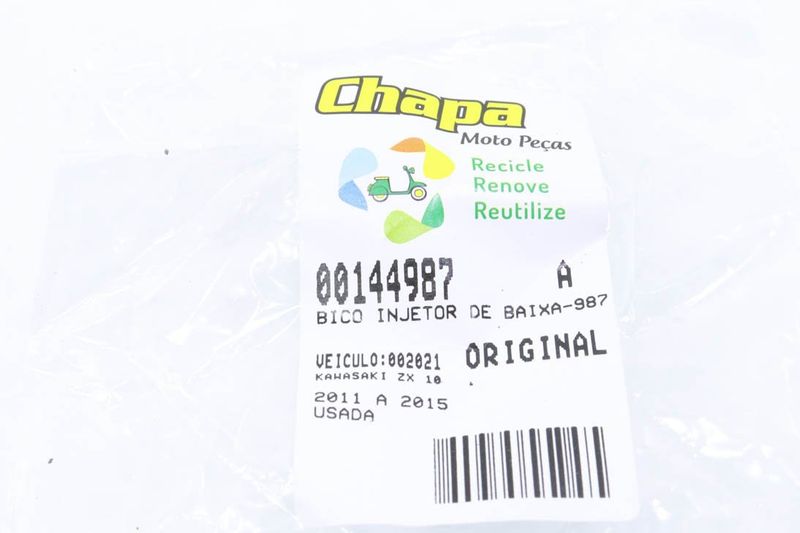 Chapa
Moto Peças
Recicle
Renove
Reutilize
00144987 A
BICO INJETOR DE BAIXA-987
VEICULO:002021 ORIGINAL
KAWASAKI ZX 10
2011 A 2015
USADA